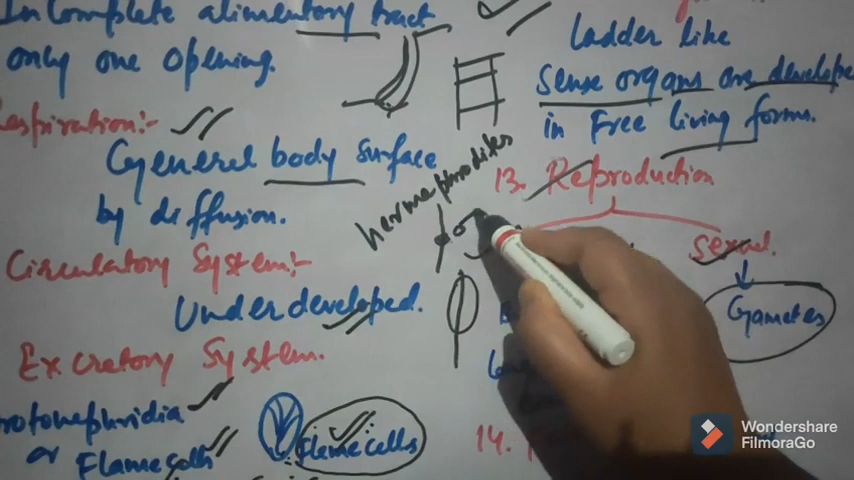 Incomplete alimentary tract
only one opening.
Respiration:-
General body surface
by diffusion.
Circulatory System:-
Underdeveloped.
Excretory System.
Protonephridia
or Flame cells
Flame cells
hermaphrodites
Ladder like
Sense organs are develope
in Free living forms.
13. Reproduction
sexual.
Gametes
14.
Wondershare
FilmoraGo